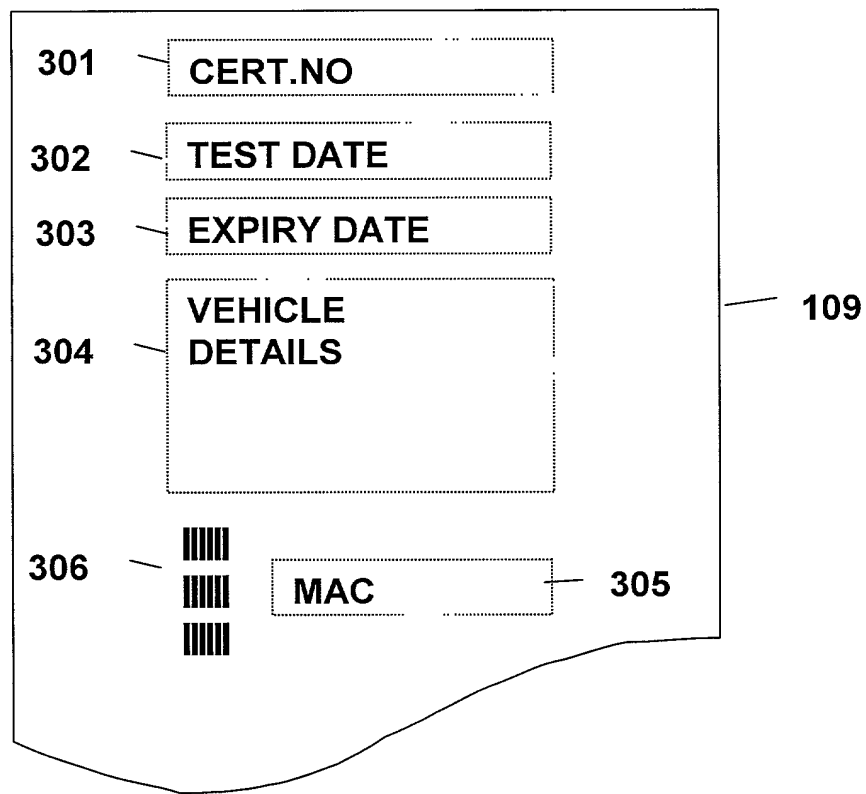 301 CERT.NO
302 TEST DATE
303 EXPIRY DATE
VEHICLE
109
304 DETAILS
306 MAC 305